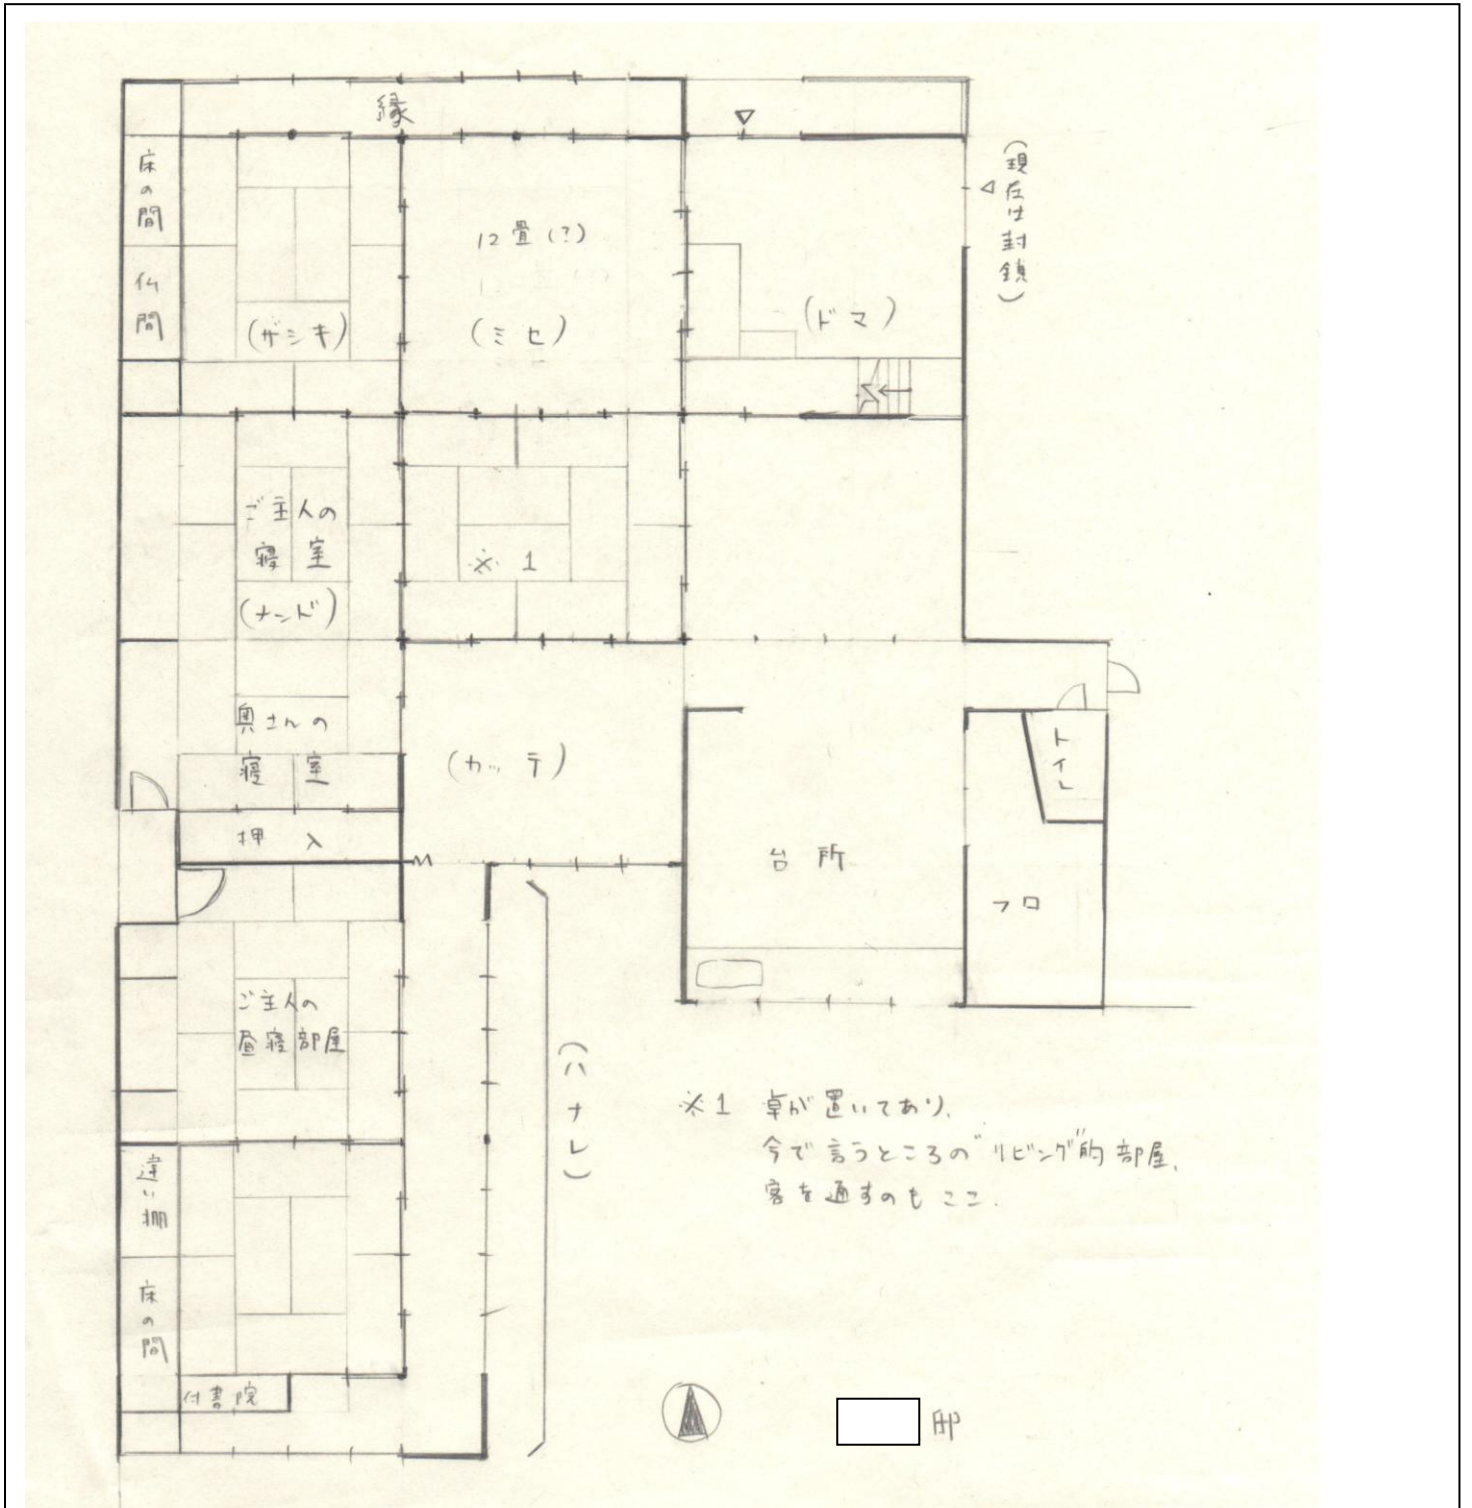 縁
床の間
仏間
(ザシキ)
12畳(?)
(ミセ)
(ドマ)
(現在は封鎖)
ご主人の
寝室
(ナンド)
※1
奥さんの
寝室
(カッテ)
トイレ
押入
台所
フロ
ご主人の
昼寝部屋
(ハナレ)
※1 卓が置いてあり、
今で言うところの"リビング"的部屋、
客を通すのもここ.
違い棚
床の間
付書院
邸